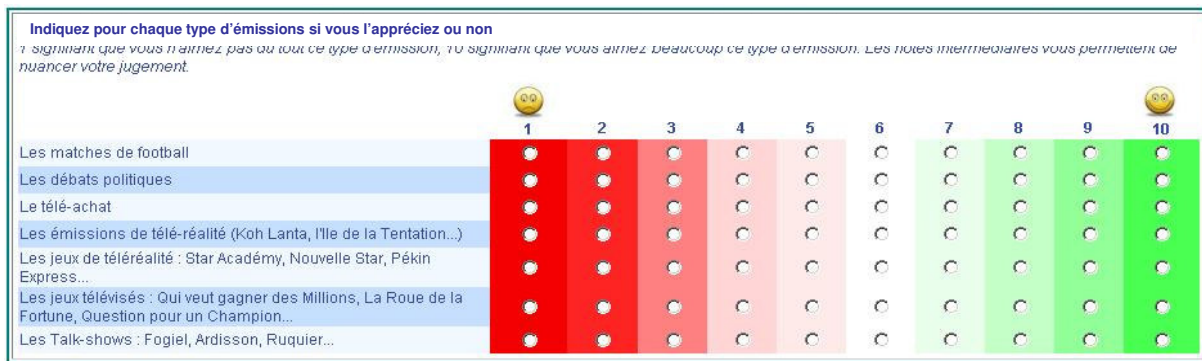 Indiquez pour chaque type d'émissions si vous l'appréciez ou non
1 signifiant que vous n'aimez pas du tout ce type d'émission, 10 signifiant que vous aimez beaucoup ce type d'émission. Les notes intermédiaires vous permettent de
nuancer votre jugement.
1 2 3 4 5 6 7 8 9 10
Les matches de football
Les débats politiques
Le télé-achat
Les émissions de télé-réalité (Koh Lanta, l'Ile de la Tentation...)
Les jeux de téléréalité : Star Académy, Nouvelle Star, Pékin
Express...
Les jeux télévisés : Qui veut gagner des Millions, La Roue de la
Fortune, Question pour un Champion...
Les Talk-shows : Fogiel, Ardisson, Ruquier...